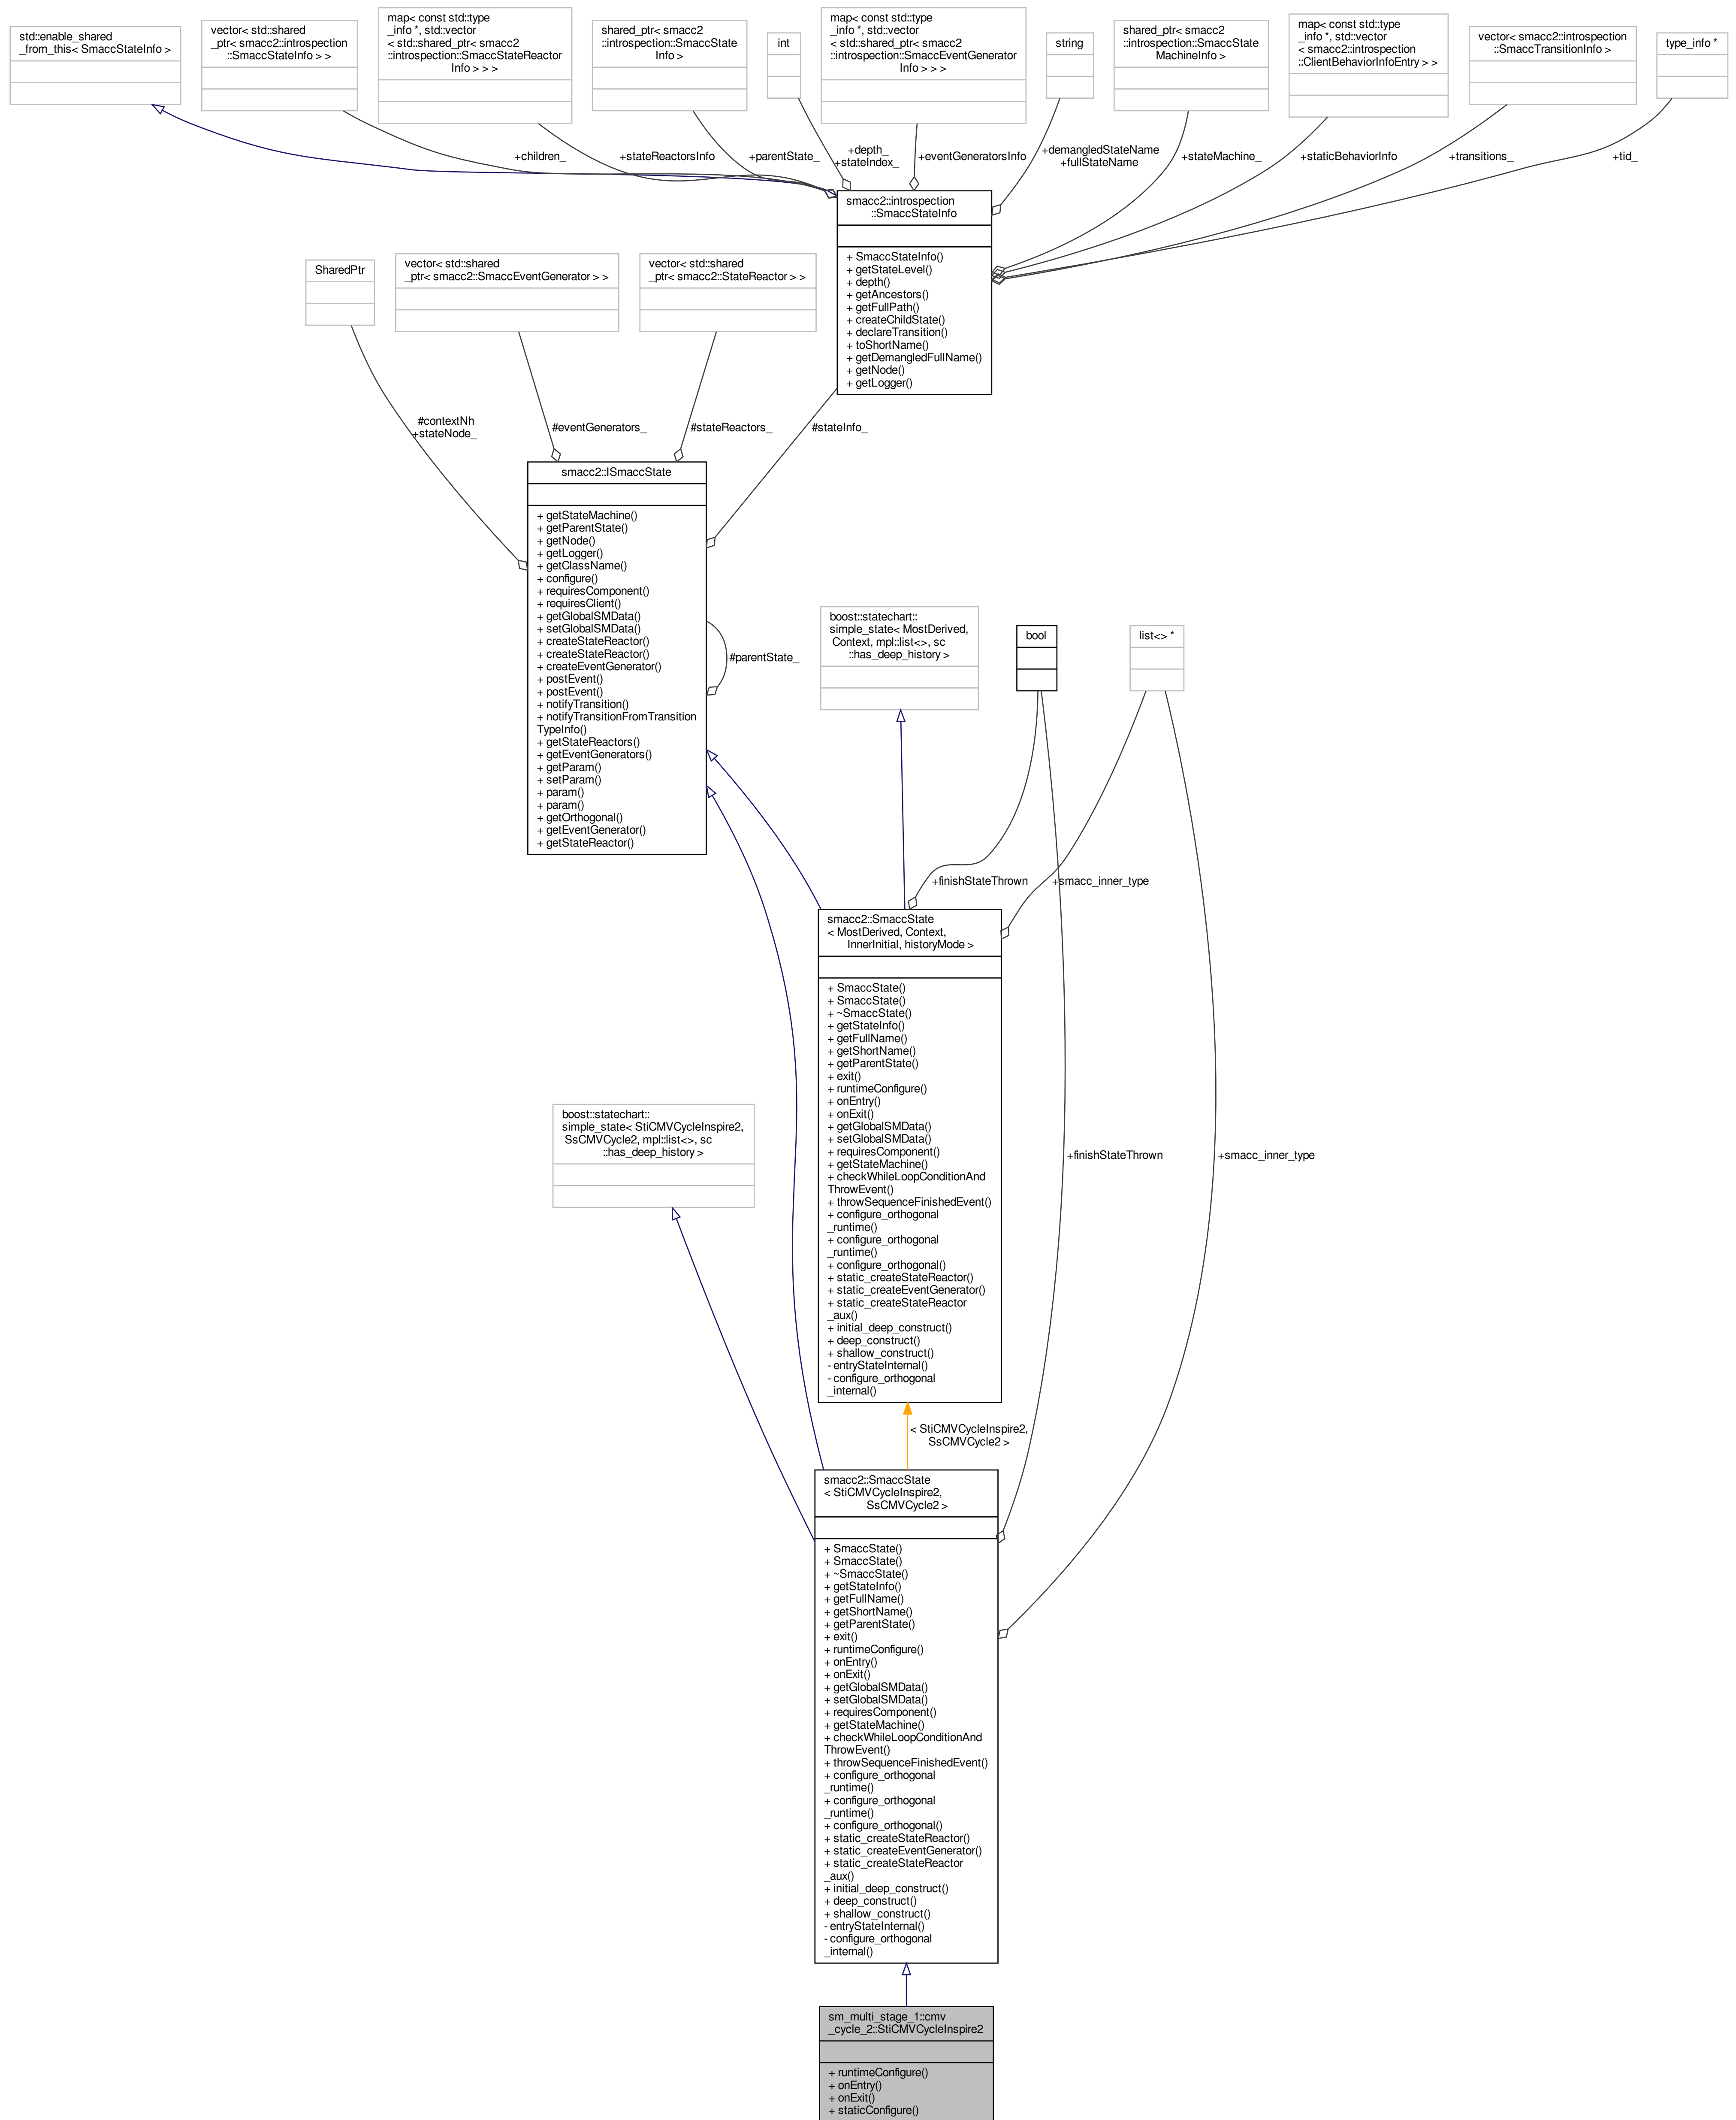 std::enable_shared
_from_this< SmaccStateInfo >
vector< std::shared
_ptr< smacc2::introspection
::SmaccStateInfo > >
map< const std::type
_info *, std::vector
< std::shared_ptr< smacc2
::introspection::SmaccStateReactor
Info > > >
shared_ptr< smacc2
::introspection::SmaccState
Info >
int
map< const std::type
_info *, std::vector
< std::shared_ptr< smacc2
::introspection::SmaccEventGenerator
Info > > >
string
shared_ptr< smacc2
::introspection::SmaccState
MachineInfo >
map< const std::type
_info *, std::vector
< smacc2::introspection
::ClientBehaviorInfoEntry > >
vector< smacc2::introspection
::SmaccTransitionInfo >
type_info *
+children_
+stateReactorsInfo
+parentState_
+depth_
+stateIndex_
+eventGeneratorsInfo
+demangledStateName
+fullStateName
+stateMachine_
+staticBehaviorInfo
+transitions_
+tid_
smacc2::introspection
::SmaccStateInfo
+ SmaccStateInfo()
+ getStateLevel()
+ depth()
+ getAncestors()
+ getFullPath()
+ createChildState()
+ declareTransition()
+ toShortName()
+ getDemangledFullName()
+ getNode()
+ getLogger()
SharedPtr
vector< std::shared
_ptr< smacc2::SmaccEventGenerator > >
vector< std::shared
_ptr< smacc2::StateReactor > >
#contextNh
+stateNode_
#eventGenerators_
#stateReactors_
#stateInfo_
smacc2::ISmaccState
+ getStateMachine()
+ getParentState()
+ getNode()
+ getLogger()
+ getClassName()
+ configure()
+ requiresComponent()
+ requiresClient()
+ getGlobalSMData()
+ setGlobalSMData()
+ createStateReactor()
+ createStateReactor()
+ createEventGenerator()
+ postEvent()
+ postEvent()
+ notifyTransition()
+ notifyTransitionFromTransition
TypeInfo()
+ getStateReactors()
+ getEventGenerators()
+ getParam()
+ setParam()
+ param()
+ param()
+ getOrthogonal()
+ getEventGenerator()
+ getStateReactor()
#parentState_
boost::statechart::
simple_state< MostDerived,
Context, mpl::list<>, sc
::has_deep_history >
bool
list<> *
+finishStateThrown
+smacc_inner_type
smacc2::SmaccState
< MostDerived, Context,
InnerInitial, historyMode >
+ SmaccState()
+ SmaccState()
+ ~SmaccState()
+ getStateInfo()
+ getFullName()
+ getShortName()
+ getParentState()
+ exit()
+ runtimeConfigure()
+ onEntry()
+ onExit()
+ getGlobalSMData()
+ setGlobalSMData()
+ requiresComponent()
+ getStateMachine()
+ checkWhileLoopConditionAnd
ThrowEvent()
+ throwSequenceFinishedEvent()
+ configure_orthogonal
_runtime()
+ configure_orthogonal
_runtime()
+ configure_orthogonal()
+ static_createStateReactor()
+ static_createEventGenerator()
+ static_createStateReactor
_aux()
+ initial_deep_construct()
+ deep_construct()
+ shallow_construct()
- entryStateInternal()
- configure_orthogonal
_internal()
boost::statechart::
simple_state< StiCMVCycleInspire2,
SsCMVCycle2, mpl::list<>, sc
::has_deep_history >
+finishStateThrown
+smacc_inner_type
< StiCMVCycleInspire2,
SsCMVCycle2 >
smacc2::SmaccState
< StiCMVCycleInspire2,
SsCMVCycle2 >
+ SmaccState()
+ SmaccState()
+ ~SmaccState()
+ getStateInfo()
+ getFullName()
+ getShortName()
+ getParentState()
+ exit()
+ runtimeConfigure()
+ onEntry()
+ onExit()
+ getGlobalSMData()
+ setGlobalSMData()
+ requiresComponent()
+ getStateMachine()
+ checkWhileLoopConditionAnd
ThrowEvent()
+ throwSequenceFinishedEvent()
+ configure_orthogonal
_runtime()
+ configure_orthogonal
_runtime()
+ configure_orthogonal()
+ static_createStateReactor()
+ static_createEventGenerator()
+ static_createStateReactor
_aux()
+ initial_deep_construct()
+ deep_construct()
+ shallow_construct()
- entryStateInternal()
- configure_orthogonal
_internal()
sm_multi_stage_1::cmv
_cycle_2::StiCMVCycleInspire2
+ runtimeConfigure()
+ onEntry()
+ onExit()
+ staticConfigure()